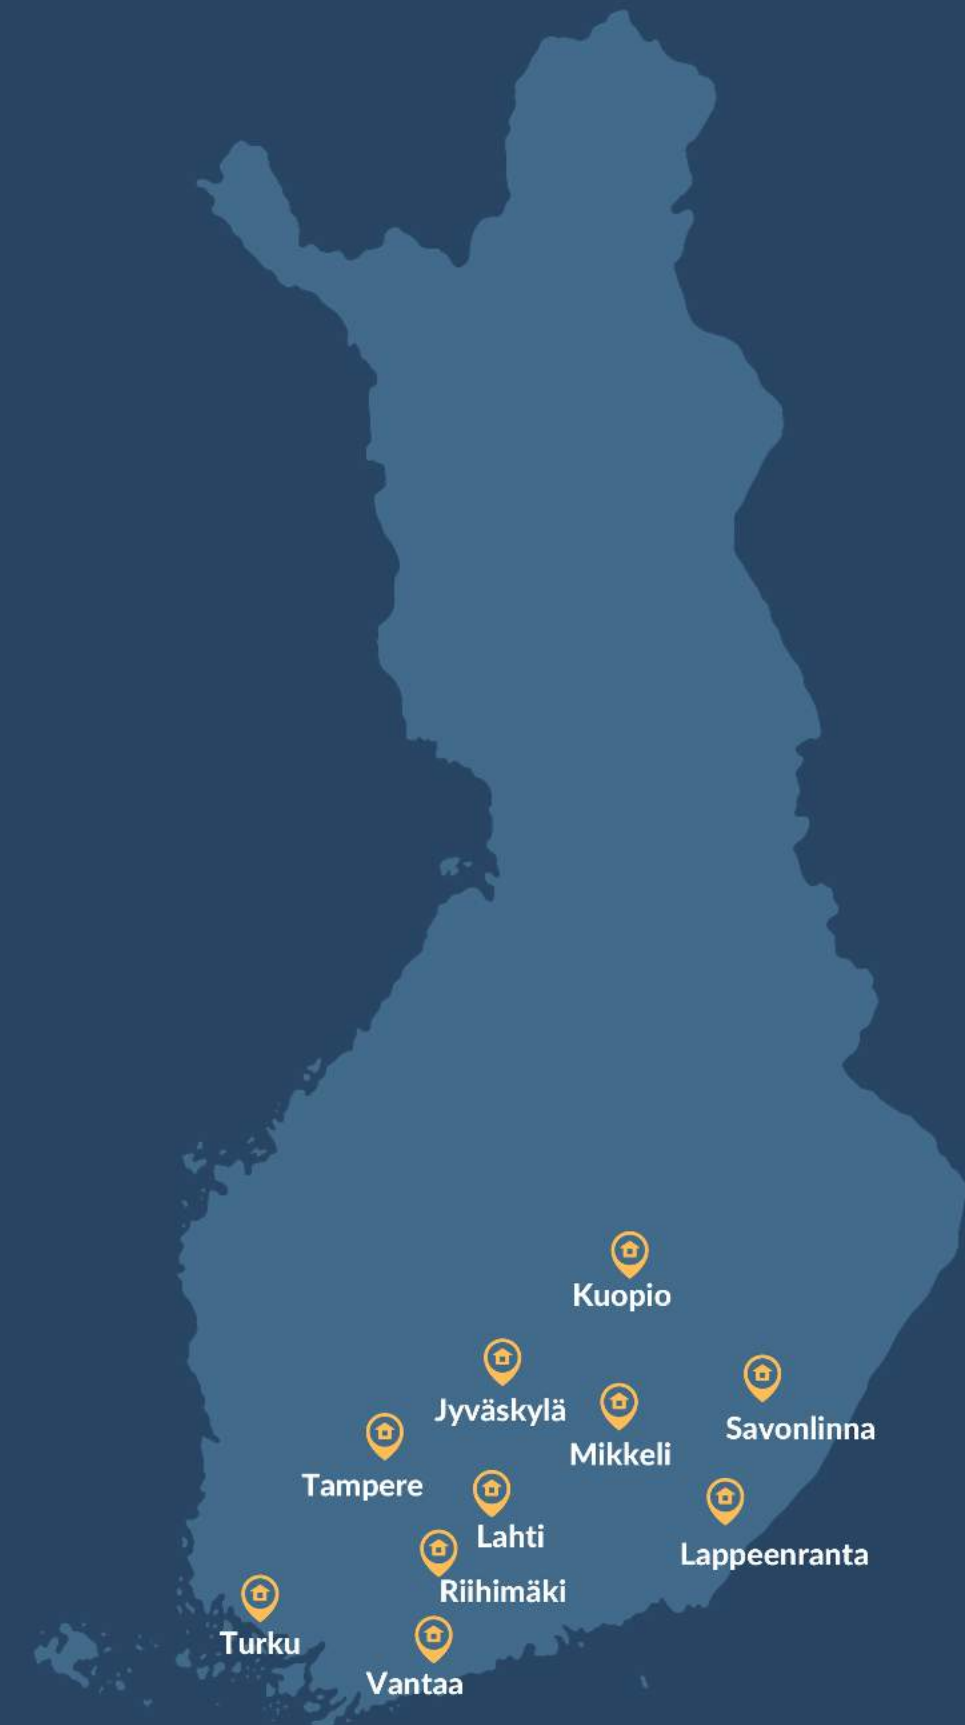 Kuopio
Jyväskylä
Savonlinna
Mikkeli
Tampere
Lahti
Lappeenranta
Riihimäki
Turku
Vantaa